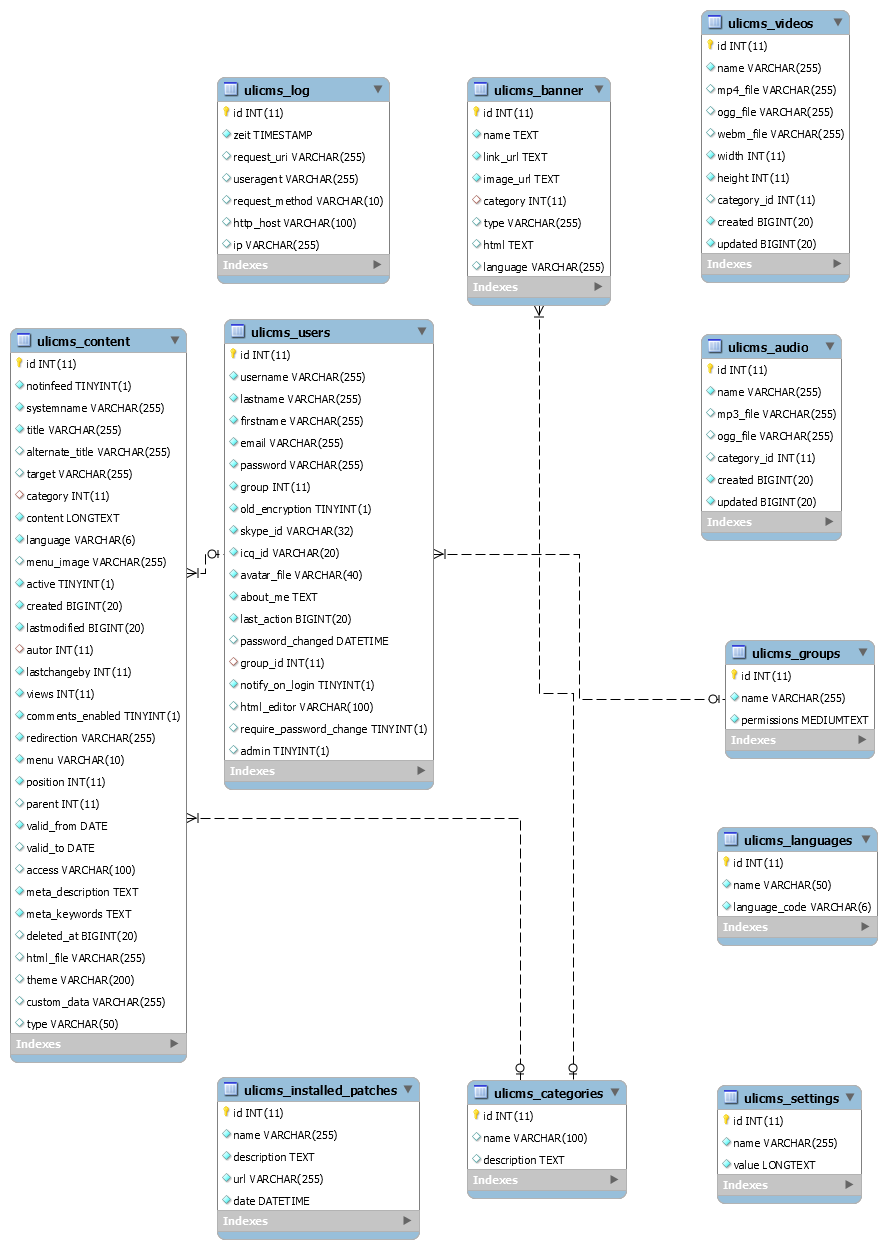 ulicms_log
id INT(11)
zeit TIMESTAMP
request_uri VARCHAR(255)
useragent VARCHAR(255)
request_method VARCHAR(10)
http_host VARCHAR(100)
ip VARCHAR(255)
Indexes
ulicms_banner
id INT(11)
name TEXT
link_url TEXT
image_url TEXT
category INT(11)
type VARCHAR(255)
html TEXT
language VARCHAR(255)
Indexes
ulicms_videos
id INT(11)
name VARCHAR(255)
mp4_file VARCHAR(255)
ogg_file VARCHAR(255)
webm_file VARCHAR(255)
width INT(11)
height INT(11)
category_id INT(11)
created BIGINT(20)
updated BIGINT(20)
Indexes
ulicms_content
id INT(11)
notinfeed TINYINT(1)
systemname VARCHAR(255)
title VARCHAR(255)
alternate_title VARCHAR(255)
target VARCHAR(255)
category INT(11)
content LONGTEXT
language VARCHAR(6)
menu_image VARCHAR(255)
active TINYINT(1)
created BIGINT(20)
lastmodified BIGINT(20)
autor INT(11)
lastchangeby INT(11)
views INT(11)
comments_enabled TINYINT(1)
redirection VARCHAR(255)
menu VARCHAR(10)
position INT(11)
parent INT(11)
valid_from DATE
valid_to DATE
access VARCHAR(100)
meta_description TEXT
meta_keywords TEXT
deleted_at BIGINT(20)
html_file VARCHAR(255)
theme VARCHAR(200)
custom_data VARCHAR(255)
type VARCHAR(50)
Indexes
ulicms_users
id INT(11)
username VARCHAR(255)
lastname VARCHAR(255)
firstname VARCHAR(255)
email VARCHAR(255)
password VARCHAR(255)
group INT(11)
old_encryption TINYINT(1)
skype_id VARCHAR(32)
icq_id VARCHAR(20)
avatar_file VARCHAR(40)
about_me TEXT
last_action BIGINT(20)
password_changed DATETIME
group_id INT(11)
notify_on_login TINYINT(1)
html_editor VARCHAR(100)
require_password_change TINYINT(1)
admin TINYINT(1)
Indexes
ulicms_audio
id INT(11)
name VARCHAR(255)
mp3_file VARCHAR(255)
ogg_file VARCHAR(255)
category_id INT(11)
created BIGINT(20)
updated BIGINT(20)
Indexes
ulicms_groups
id INT(11)
name VARCHAR(255)
permissions MEDIUMTEXT
Indexes
ulicms_languages
id INT(11)
name VARCHAR(50)
language_code VARCHAR(6)
Indexes
ulicms_installed_patches
id INT(11)
name VARCHAR(255)
description TEXT
url VARCHAR(255)
date DATETIME
Indexes
ulicms_categories
id INT(11)
name VARCHAR(100)
description TEXT
Indexes
ulicms_settings
id INT(11)
name VARCHAR(255)
value LONGTEXT
Indexes